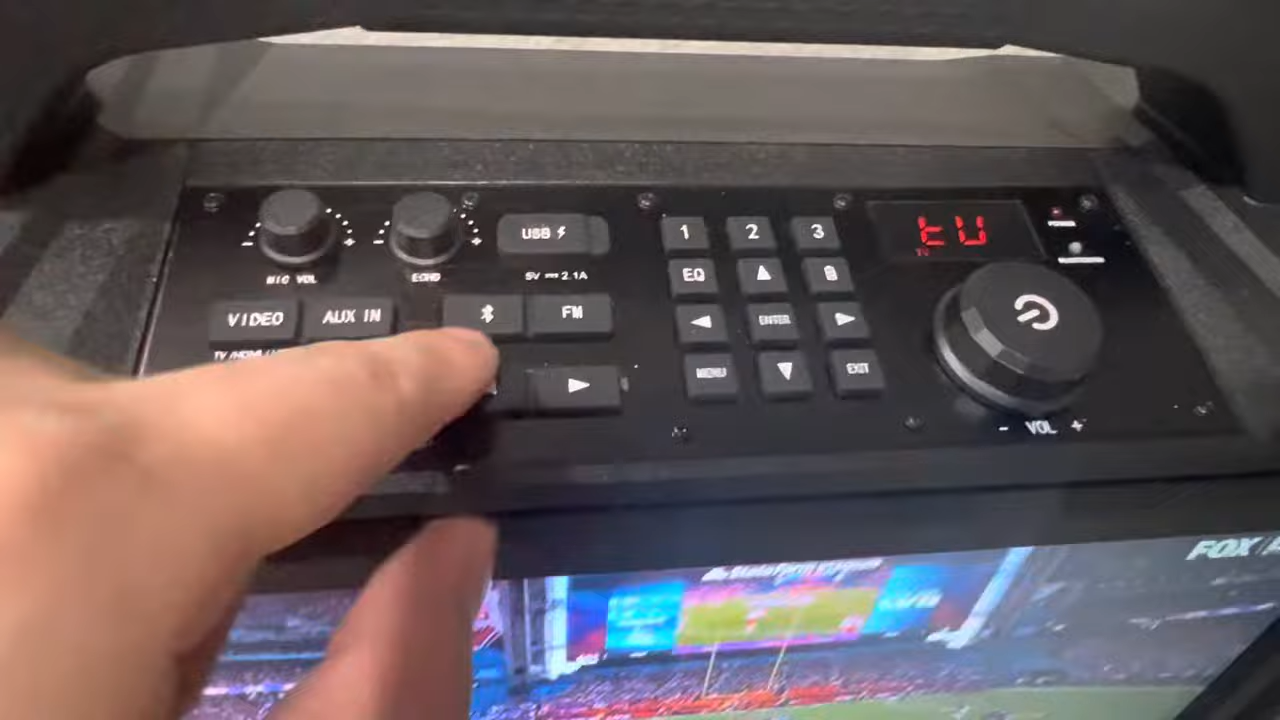 USB
5V 2.1A
MIC VOL
ECHO
VIDEO
AUX IN
FM
1 2 3
EQ
ENTER
MENU
EXIT
tU
TV
POWER
- VOL +
FOX